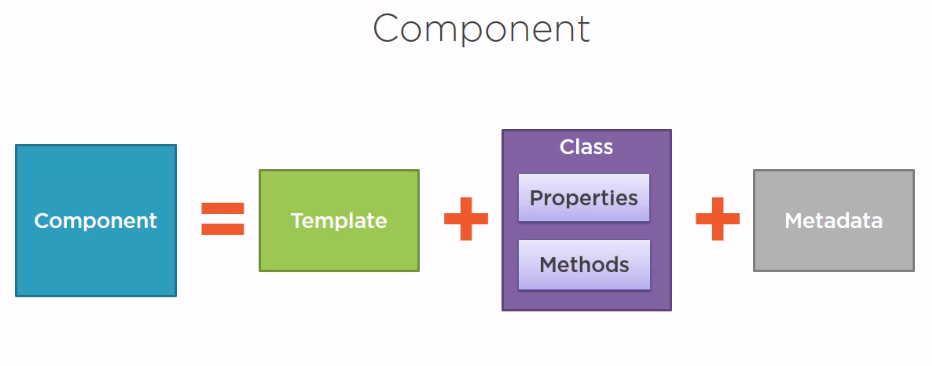 Component
Component
Template
Class
Properties
Methods
Metadata